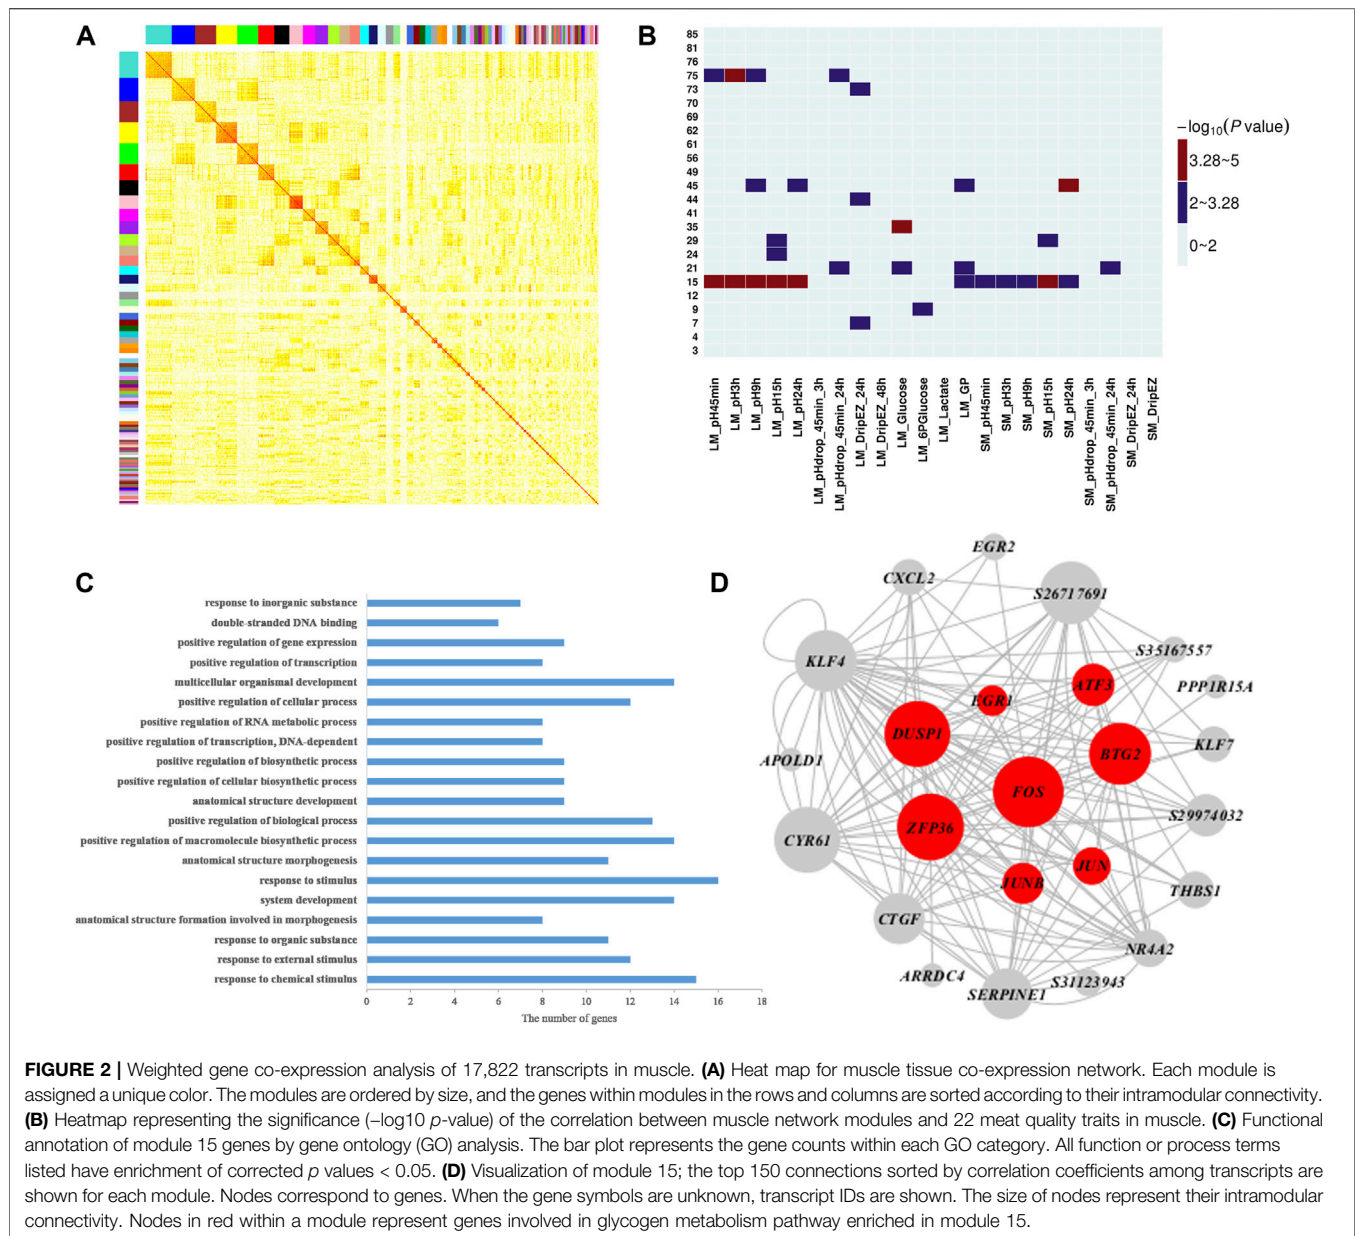 A
B
85
81
76
75
73
70
69
62
61
56
49
45
44
41
35
29
24
21
15
12
9
7
4
3
−log10(P value)
3.28~5
2~3.28
0~2
LM_pH45min
LM_pH3h
LM_pH9h
LM_pH15h
LM_pH24h
LM_pHdrop_45min_3h
LM_pHdrop_45min_24h
LM_DripEZ_24h
LM_DripEZ_48h
LM_Glucose
LM_6PGlucose
LM_Lactate
LM_GP
SM_pH45min
SM_pH3h
SM_pH9h
SM_pH15h
SM_pH24h
SM_pHdrop_45min_3h
SM_pHdrop_45min_24h
SM_DripEZ_24h
SM_DripEZ
C
response to inorganic substance
double-stranded DNA binding
positive regulation of gene expression
positive regulation of transcription
multicellular organismal development
positive regulation of cellular process
positive regulation of RNA metabolic process
positive regulation of transcription, DNA-dependent
positive regulation of biosynthetic process
positive regulation of cellular biosynthetic process
anatomical structure development
positive regulation of biological process
positive regulation of macromolecule biological process
anatomical structure morphogenesis
response to stimulus
system development
anatomical structure formation involved in morphogenesis
response to organic substance
response to external stimulus
response to chemical stimulus
0 2 4 6 8 10 12 14 16 18
The number of genes
D
EGR2
CXCL2
S26717691
KLF4
S35167557
EGR1
ATF3
PPP1R15A
DUSP1
BTG2
KLF7
APOLD1
FOS
S29974032
CYR61
ZFP36
JUNB
JUN
THBS1
CTGF
NR4A2
ARRDC4
SERPINE1
S31123943
FIGURE 2 | Weighted gene co-expression analysis of 17,822 transcripts in muscle. (A) Heat map for muscle tissue co-expression network. Each module is
assigned a unique color. The modules are ordered by size, and the genes within modules in the rows and columns are sorted according to their intramodular connectivity.
(B) Heatmap representing the significance (−log10 p-value) of the correlation between muscle network modules and 22 meat quality traits in muscle. (C) Functional
annotation of module 15 genes by gene ontology (GO) analysis. The bar plot represents the gene counts within each GO category. All function or process terms
listed have enrichment of corrected p values < 0.05. (D) Visualization of module 15; the top 150 connections sorted by correlation coefficients among transcripts are
shown for each module. Nodes correspond to genes. When the gene symbols are unknown, transcript IDs are shown. The size of nodes represent their intramodular
connectivity. Nodes in red within a module represent genes involved in glycogen metabolism pathway enriched in module 15.